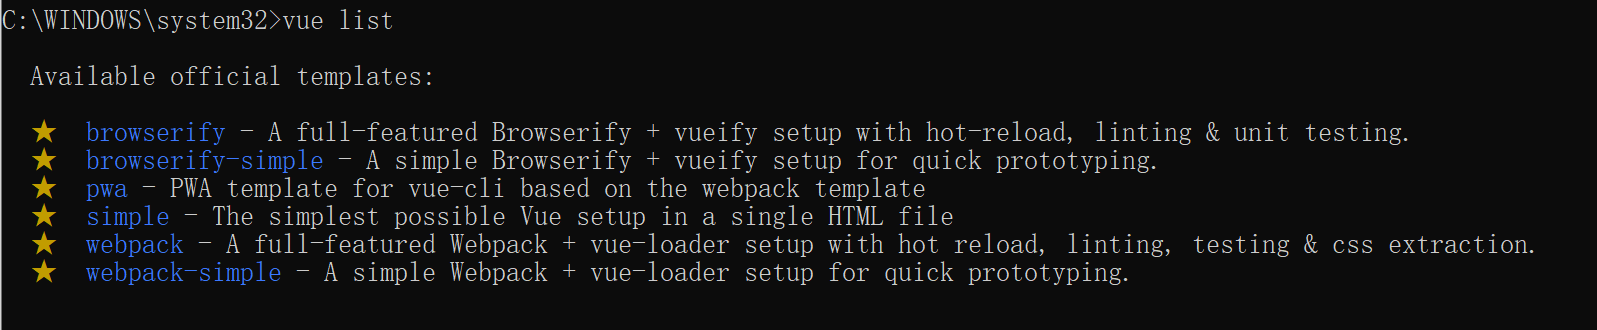 C:\WINDOWS\system32>vue list
Available official templates:
★ browserify - A full-featured Browserify + vueify setup with hot-reload, linting & unit testing.
★ browserify-simple - A simple Browserify + vueify setup for quick prototyping.
★ pwa - PWA template for vue-cli based on the webpack template
★ simple - The simplest possible Vue setup in a single HTML file
★ webpack - A full-featured Webpack + vue-loader setup with hot reload, linting, testing & css extraction.
★ webpack-simple - A simple Webpack + vue-loader setup for quick prototyping.